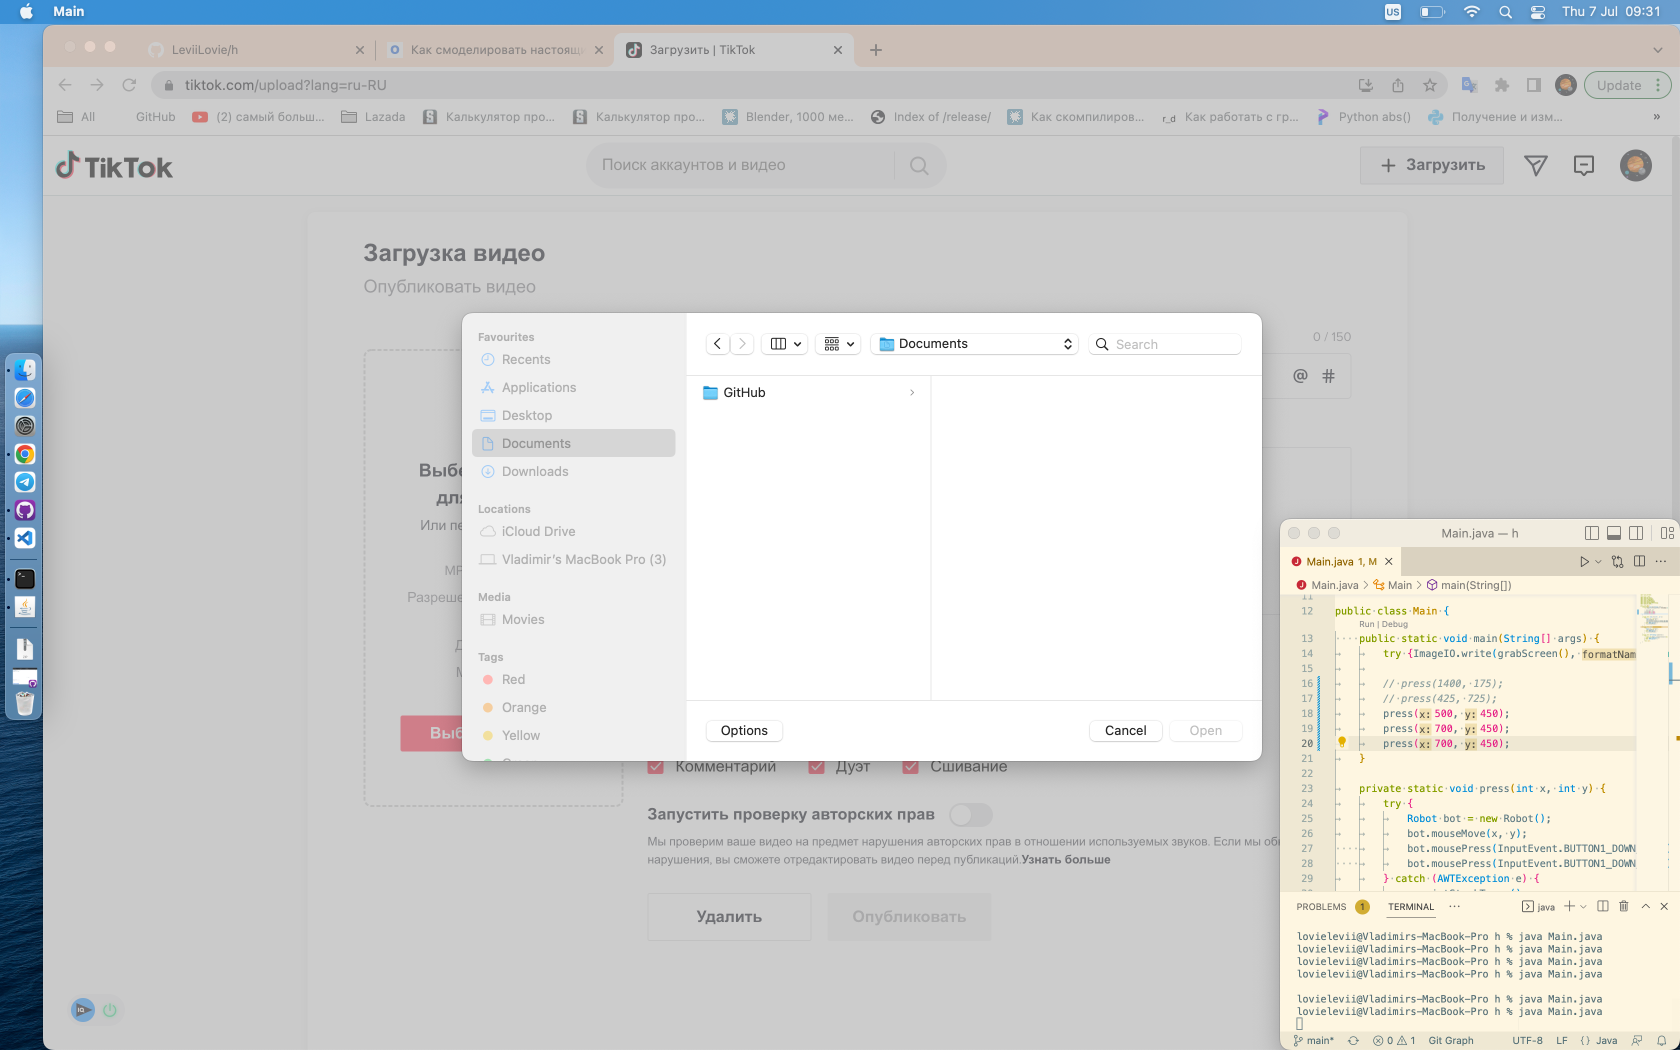 Main
US
Thu 7 Jul 09:31
LeviiLovie/h
Как смоделировать настоящ
Загрузить | TikTok
tiktok.com/upload?lang=ru-RU
Update
All
GitHub
(2) самый больш...
Lazada
Калькулятор про...
Калькулятор про...
Blender, 1000 ме...
Index of /release/
Как скомпилиров...
r_d
Как работать с гр...
Python abs()
Получение и изм...
»
TikTok
Поиск аккаунтов и видео
Загрузить
Загрузка видео
Опубликовать видео
0 / 150
@ #
Выбе
для
Или пе
MP
Разреше
Д
М
Выб
Favourites
Recents
Applications
Desktop
Documents
Downloads
Locations
iCloud Drive
Vladimir's MacBook Pro (3)
Media
Movies
Tags
Red
Orange
Yellow
Documents
Search
GitHub
Options
Cancel
Open
Комментарий
Дуэт
Сшивание
Запустить проверку авторских прав
Мы проверим ваше видео на предмет нарушения авторских прав в отношении используемых звуков. Если мы об
нарушения, вы сможете отредактировать видео перед публикаций.Узнать больше
Удалить
Опубликовать
Main.java — h
Main.java 1, M
Main.java > Main > main(String[])
11
12 public class Main {
Run | Debug
13 public static void main(String[] args) {
14 try {ImageIO.write(grabScreen(), formatNam
15
16 // press(1400, 175);
17 // press(425, 725);
18 press(x: 500, y: 450);
19 press(x: 700, y: 450);
20 press(x: 700, y: 450);
21 }
22
23 private static void press(int x, int y) {
24 try {
25 Robot bot = new Robot();
26 bot.mouseMove(x, y);
27 bot.mousePress(InputEvent.BUTTON1_DOWN
28 bot.mousePress(InputEvent.BUTTON1_DOWN
29 } catch (AWTException e) {
PROBLEMS 1
TERMINAL
java
lovielevii@Vladimirs-MacBook-Pro h % java Main.java
lovielevii@Vladimirs-MacBook-Pro h % java Main.java
lovielevii@Vladimirs-MacBook-Pro h % java Main.java
lovielevii@Vladimirs-MacBook-Pro h % java Main.java
lovielevii@Vladimirs-MacBook-Pro h % java Main.java
lovielevii@Vladimirs-MacBook-Pro h % java Main.java
main*
0
1
Git Graph
UTF-8
LF
{} Java